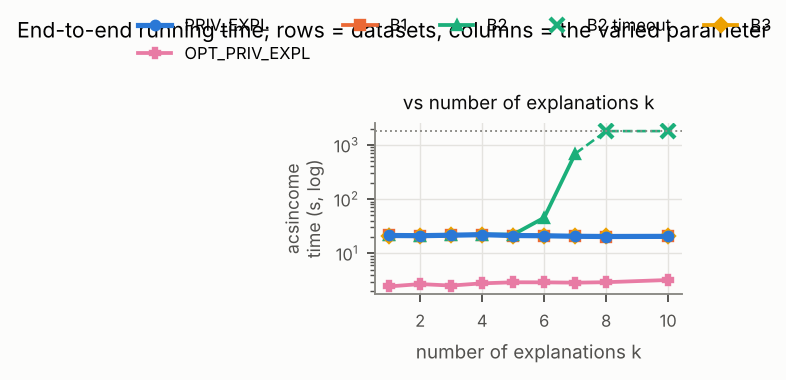 End-to-end running time; rows = datasets, columns = the varied parameter
PRIV_EXPL B1 B2 B2 timeout B3
OPT_PRIV_EXPL
vs number of explanations k
acsincome
time (s, log)
10³
10²
10¹
2 4 6 8 10
number of explanations k